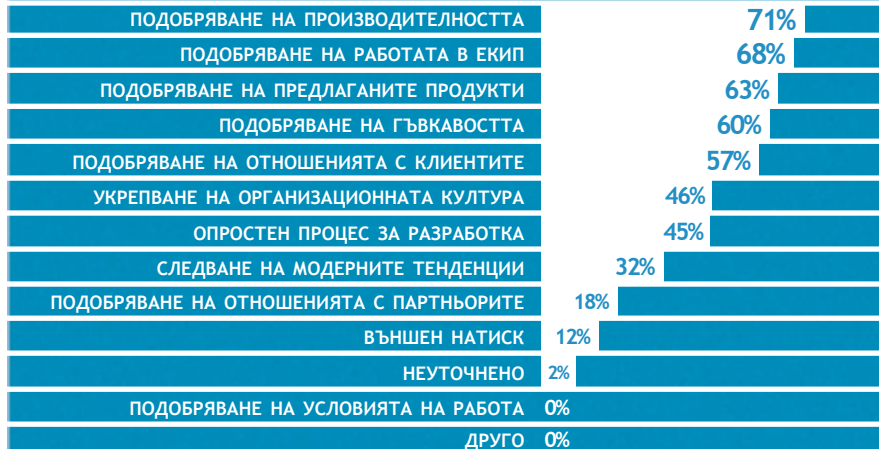 ПОДОБРЯВАНЕ НА ПРОИЗВОДИТЕЛНОСТТА 71%
ПОДОБРЯВАНЕ НА РАБОТАТА В ЕКИП 68%
ПОДОБРЯВАНЕ НА ПРЕДЛАГАНИТЕ ПРОДУКТИ 63%
ПОДОБРЯВАНЕ НА ГЪВКАВОСТТА 60%
ПОДОБРЯВАНЕ НА ОТНОШЕНИЯТА С КЛИЕНТИТЕ 57%
УКРЕПВАНЕ НА ОРГАНИЗАЦИОННАТА КУЛТУРА 46%
ОПРОСТЕН ПРОЦЕС ЗА РАЗРАБОТКА 45%
СЛЕДВАНЕ НА МОДЕРНИТЕ ТЕНДЕНЦИИ 32%
ПОДОБРЯВАНЕ НА ОТНОШЕНИЯТА С ПАРТНЬОРИТЕ 18%
ВЪНШЕН НАТИСК 12%
НЕУТОЧНЕНО 2%
ПОДОБРЯВАНЕ НА УСЛОВИЯТА НА РАБОТА 0%
ДРУГО 0%